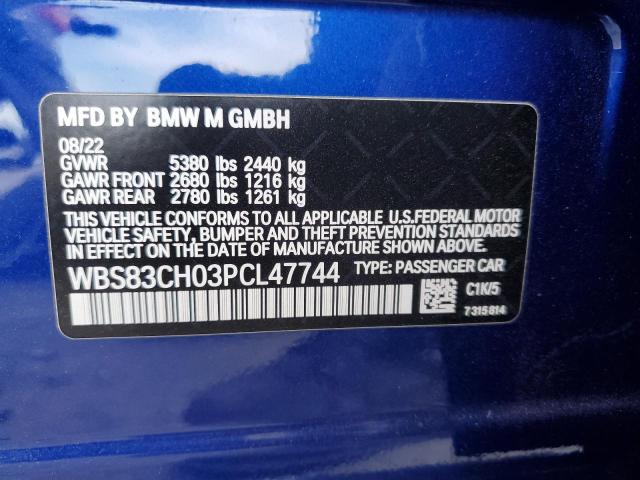 MFD BY BMW M GMBH
08/22
GVWR 5380 lbs 2440 kg
GAWR FRONT 2680 lbs 1216 kg
GAWR REAR 2780 lbs 1261 kg
THIS VEHICLE CONFORMS TO ALL APPLICABLE U.S.FEDERAL MOTOR
VEHICLE SAFETY, BUMPER AND THEFT PREVENTION STANDARDS
IN EFFECT ON THE DATE OF MANUFACTURE SHOWN ABOVE.
WBS83CH03PCL47744 TYPE: PASSENGER CAR
C1K/5
7315814